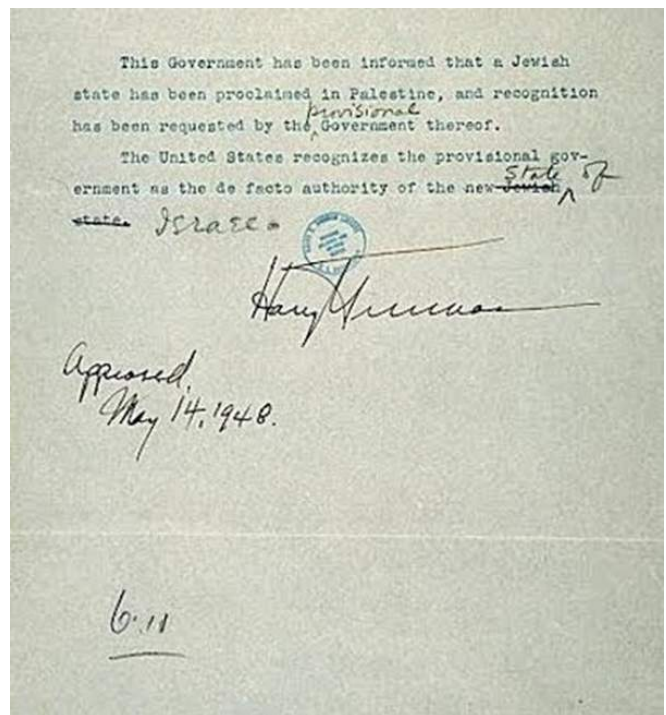 This Government has been informed that a Jewish
state has been proclaimed in Palestine, and recognition
provisional
has been requested by the Government thereof.
The United States recognizes the provisional gov-
State of
ernment as the de facto authority of the new Jewish
state. Israel.
Harry Truman
Approved,
May 14, 1948.
6.11